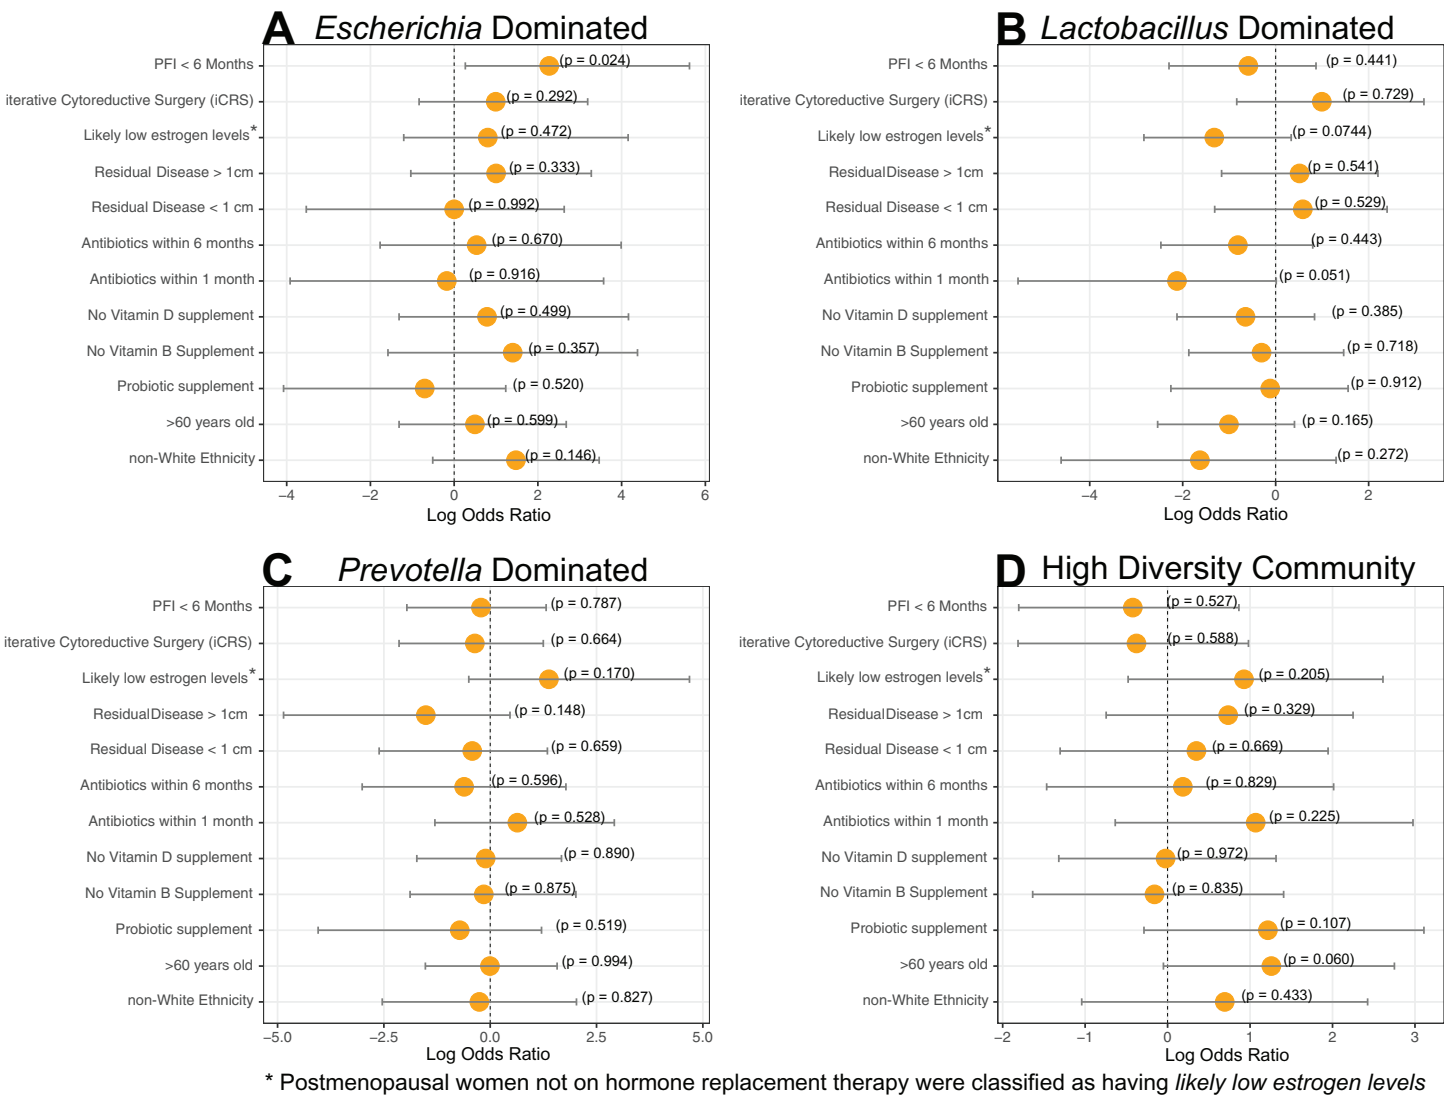 A Escherichia Dominated
PFI < 6 Months (p = 0.024)
iterative Cytoreductive Surgery (iCRS) (p = 0.292)
Likely low estrogen levels* (p = 0.472)
Residual Disease > 1cm (p = 0.333)
Residual Disease < 1 cm (p = 0.992)
Antibiotics within 6 months (p = 0.670)
Antibiotics within 1 month (p = 0.916)
No Vitamin D supplement (p = 0.499)
No Vitamin B Supplement (p = 0.357)
Probiotic supplement (p = 0.520)
>60 years old (p = 0.599)
non-White Ethnicity (p = 0.146)
−4 −2 0 2 4 6
Log Odds Ratio
B Lactobacillus Dominated
PFI < 6 Months (p = 0.441)
iterative Cytoreductive Surgery (iCRS) (p = 0.729)
Likely low estrogen levels* (p = 0.0744)
ResidualDisease > 1cm (p = 0.541)
Residual Disease < 1 cm (p = 0.529)
Antibiotics within 6 months (p = 0.443)
Antibiotics within 1 month (p = 0.051)
No Vitamin D supplement (p = 0.385)
No Vitamin B Supplement (p = 0.718)
Probiotic supplement (p = 0.912)
>60 years old (p = 0.165)
non-White Ethnicity (p = 0.272)
−4 −2 0 2
Log Odds Ratio
C Prevotella Dominated
PFI < 6 Months (p = 0.787)
iterative Cytoreductive Surgery (iCRS) (p = 0.664)
Likely low estrogen levels* (p = 0.170)
ResidualDisease > 1cm (p = 0.148)
Residual Disease < 1 cm (p = 0.659)
Antibiotics within 6 months (p = 0.596)
Antibiotics within 1 month (p = 0.528)
No Vitamin D supplement (p = 0.890)
No Vitamin B Supplement (p = 0.875)
Probiotic supplement (p = 0.519)
>60 years old (p = 0.994)
non-White Ethnicity (p = 0.827)
−5.0 −2.5 0.0 2.5 5.0
Log Odds Ratio
D High Diversity Community
PFI < 6 Months (p = 0.527)
iterative Cytoreductive Surgery (iCRS) (p = 0.588)
Likely low estrogen levels* (p = 0.205)
ResidualDisease > 1cm (p = 0.329)
Residual Disease < 1 cm (p = 0.669)
Antibiotics within 6 months (p = 0.829)
Antibiotics within 1 month (p = 0.225)
No Vitamin D supplement (p = 0.972)
No Vitamin B Supplement (p = 0.835)
Probiotic supplement (p = 0.107)
>60 years old (p = 0.060)
non-White Ethnicity (p = 0.433)
−2 −1 0 1 2 3
Log Odds Ratio
* Postmenopausal women not on hormone replacement therapy were classified as having likely low estrogen levels